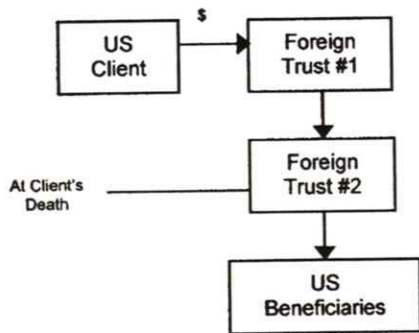 $
US
Client
Foreign
Trust #1
Foreign
Trust #2
At Client's
Death
US
Beneficiaries